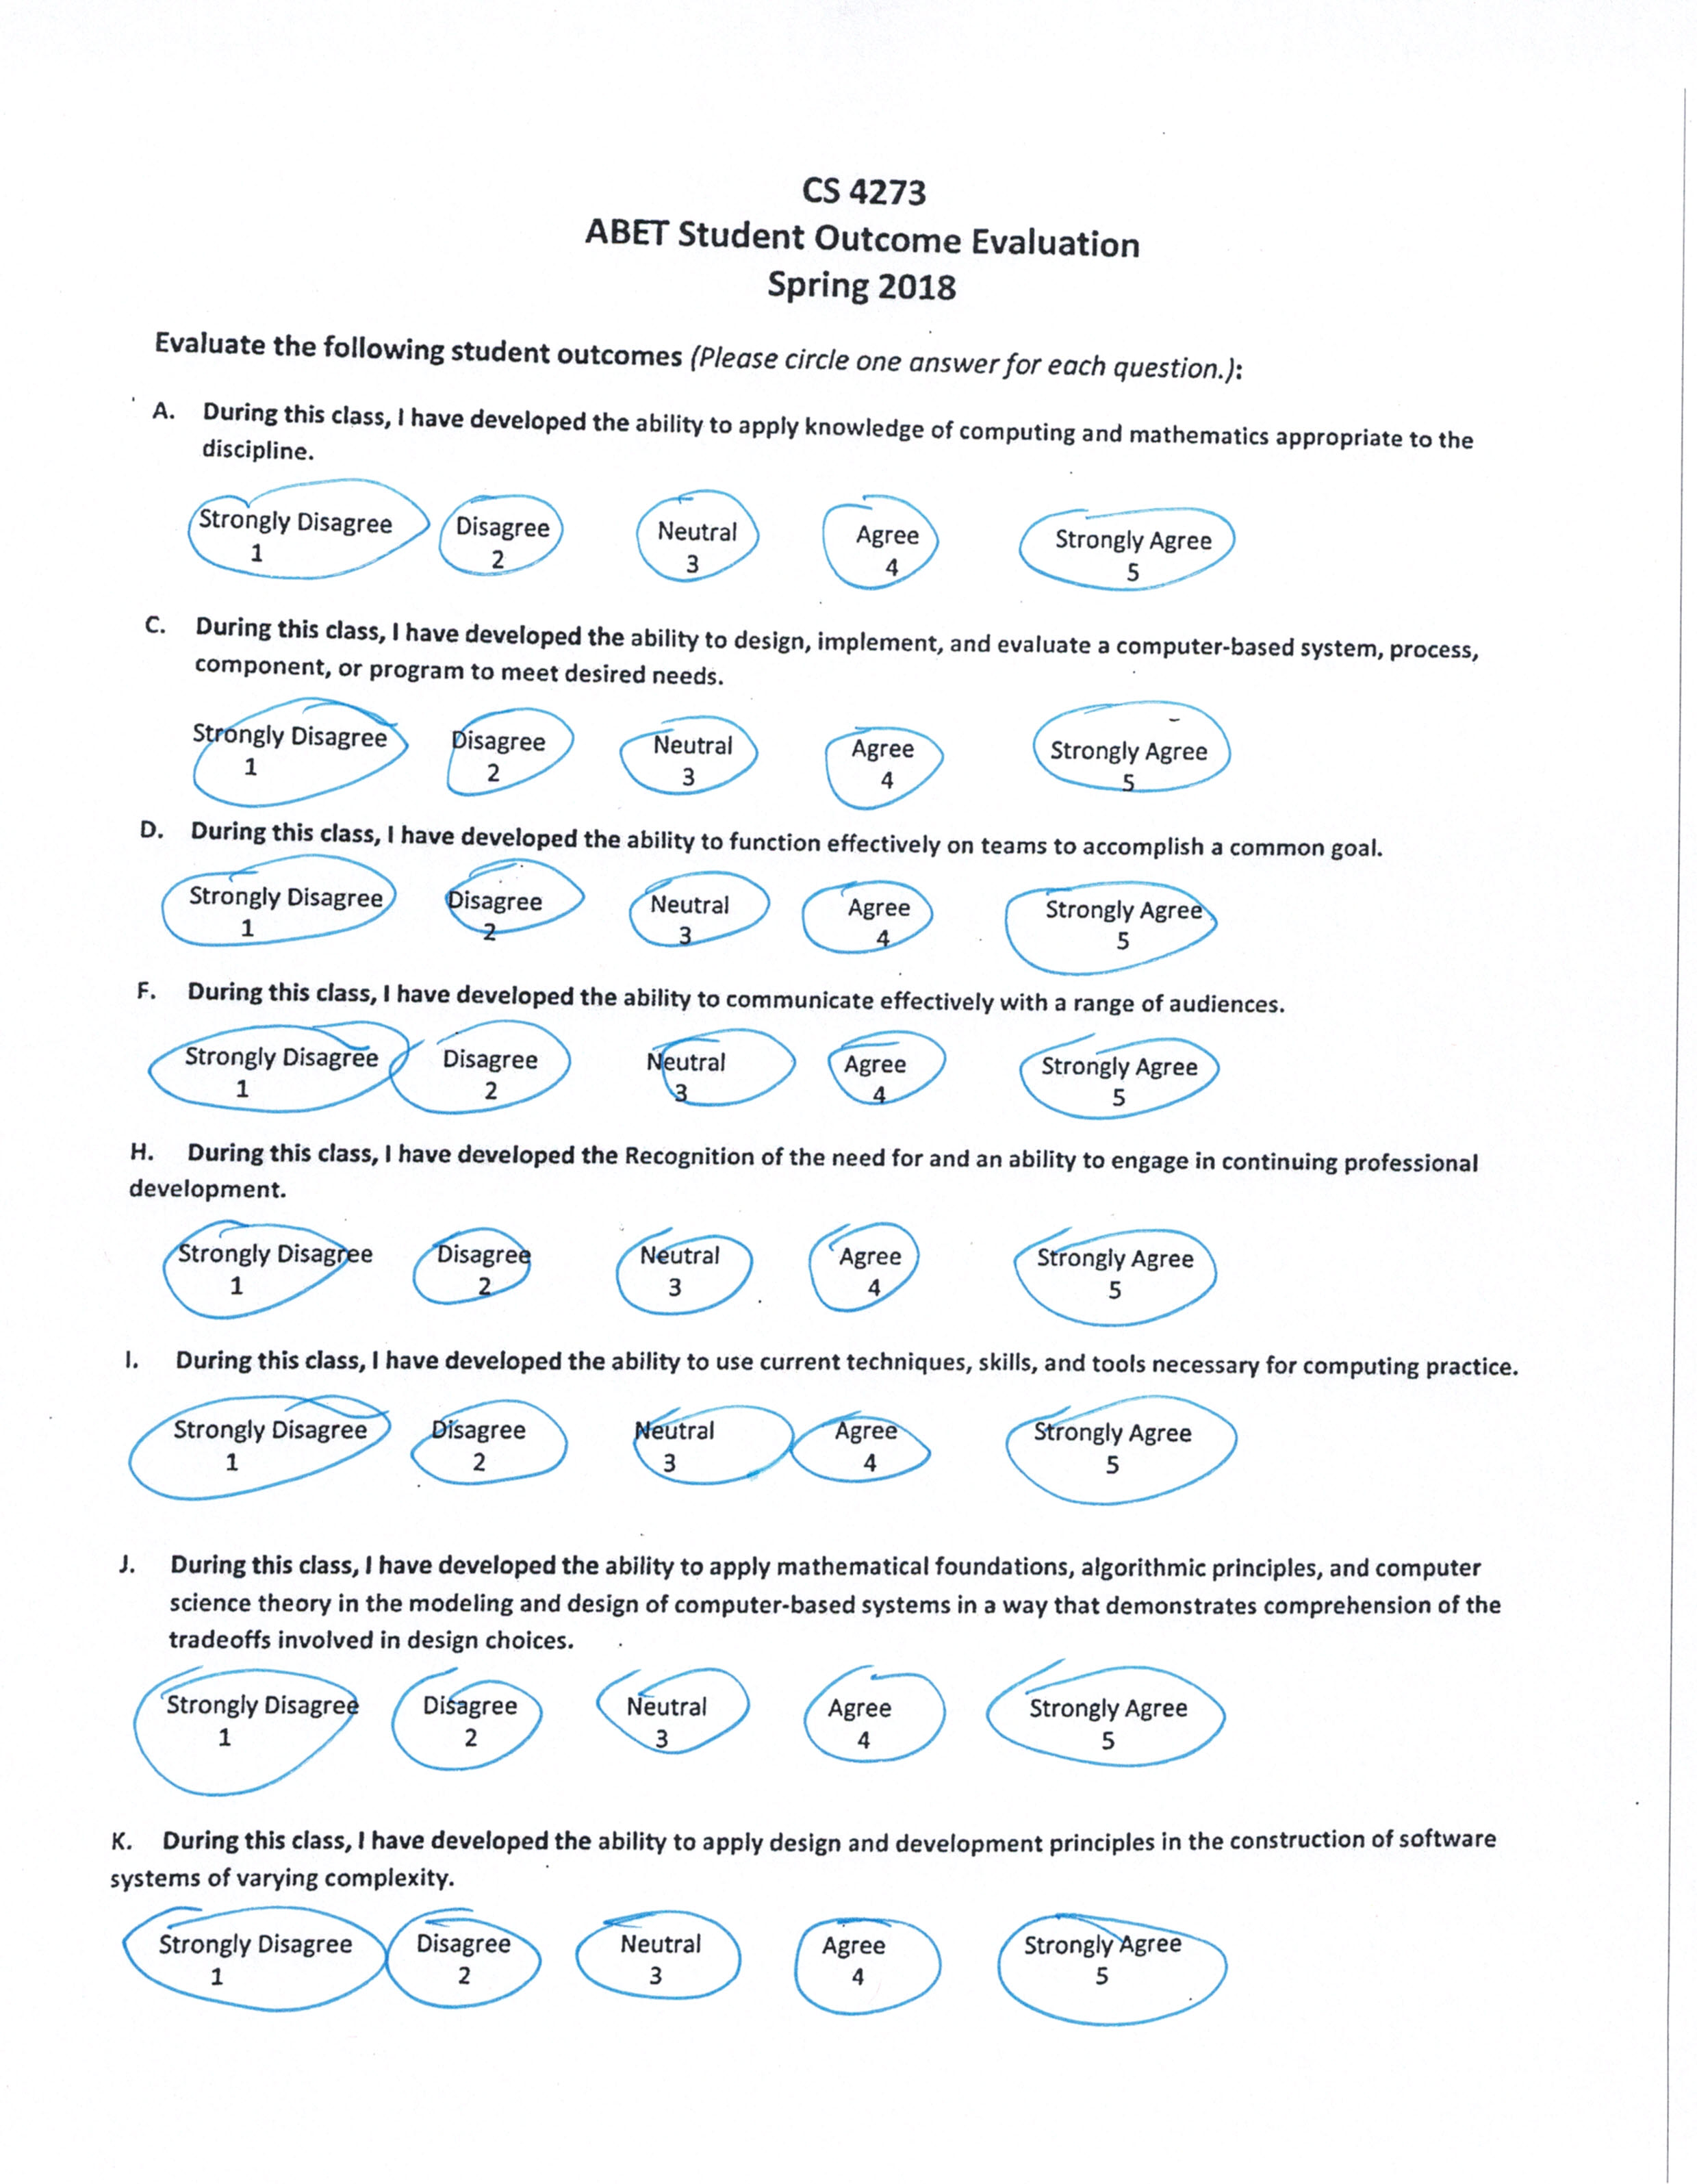 CS 4273
ABET Student Outcome Evaluation
Spring 2018
Evaluate the following student outcomes (Please circle one answer for each question.):
A. During this class, I have developed the ability to apply knowledge of computing and mathematics appropriate to the
discipline.
Strongly Disagree Disagree Neutral Agree Strongly Agree
1 2 3 4 5
C. During this class, I have developed the ability to design, implement, and evaluate a computer-based system, process,
component, or program to meet desired needs.
Strongly Disagree Disagree Neutral Agree Strongly Agree
1 2 3 4 5
D. During this class, I have developed the ability to function effectively on teams to accomplish a common goal.
Strongly Disagree Disagree Neutral Agree Strongly Agree
1 2 3 4 5
F. During this class, I have developed the ability to communicate effectively with a range of audiences.
Strongly Disagree Disagree Neutral Agree Strongly Agree
1 2 3 4 5
H. During this class, I have developed the Recognition of the need for and an ability to engage in continuing professional
development.
Strongly Disagree Disagree Neutral Agree Strongly Agree
1 2 3 4 5
I. During this class, I have developed the ability to use current techniques, skills, and tools necessary for computing practice.
Strongly Disagree Disagree Neutral Agree Strongly Agree
1 2 3 4 5
J. During this class, I have developed the ability to apply mathematical foundations, algorithmic principles, and computer
science theory in the modeling and design of computer-based systems in a way that demonstrates comprehension of the
tradeoffs involved in design choices.
Strongly Disagree Disagree Neutral Agree Strongly Agree
1 2 3 4 5
K. During this class, I have developed the ability to apply design and development principles in the construction of software
systems of varying complexity.
Strongly Disagree Disagree Neutral Agree Strongly Agree
1 2 3 4 5